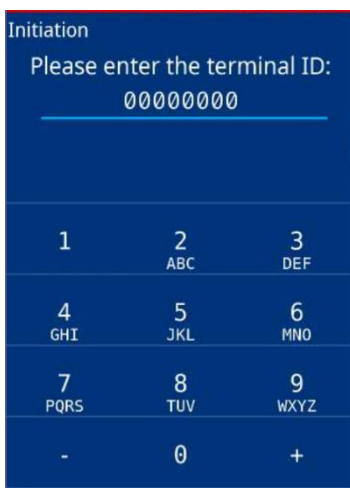 Initiation
Please enter the terminal ID:
00000000
1 2 3
ABC DEF
4 5 6
GHI JKL MNO
7 8 9
PQRS TUV WXYZ
- 0 +